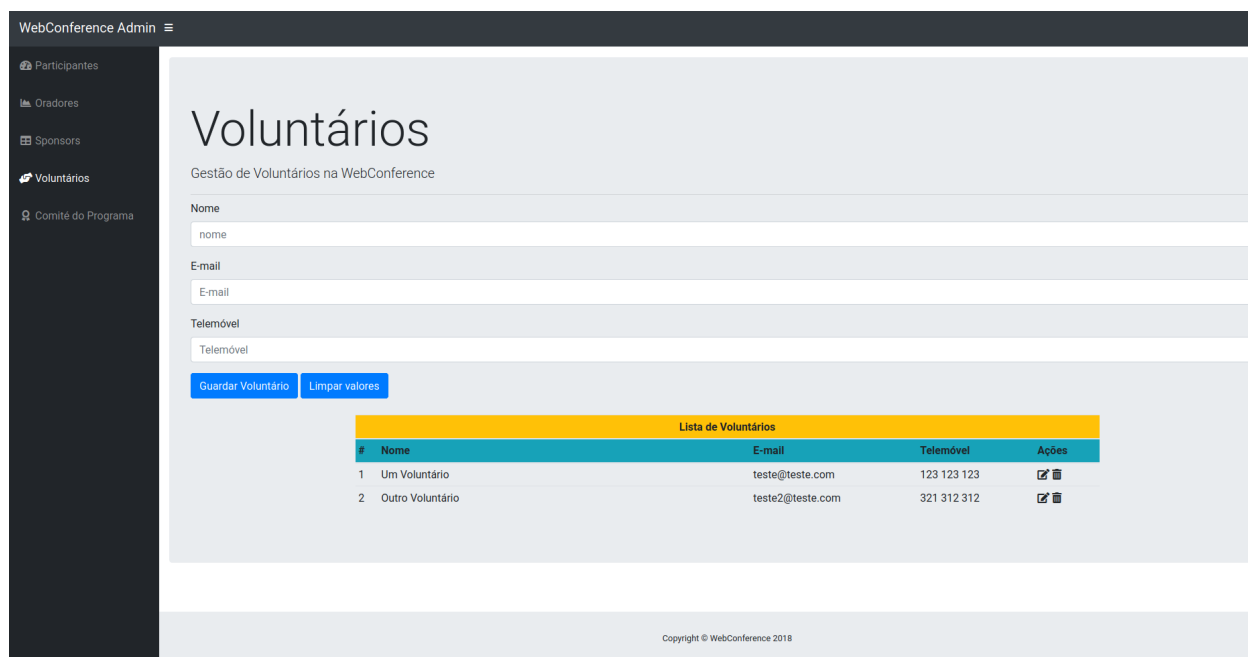 WebConference Admin
Participantes
Oradores
Sponsors
Voluntários
Comité do Programa
Voluntários
Gestão de Voluntários na WebConference
Nome
nome
E-mail
E-mail
Telemóvel
Telemóvel
Guardar Voluntário Limpar valores
Lista de Voluntários
# Nome E-mail Telemóvel Ações
1 Um Voluntário teste@teste.com 123 123 123
2 Outro Voluntário teste2@teste.com 321 312 312
Copyright © WebConference 2018